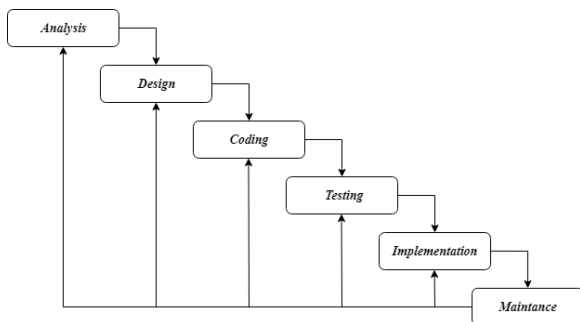 Analysis
Design
Coding
Testing
Implementation
Maintance